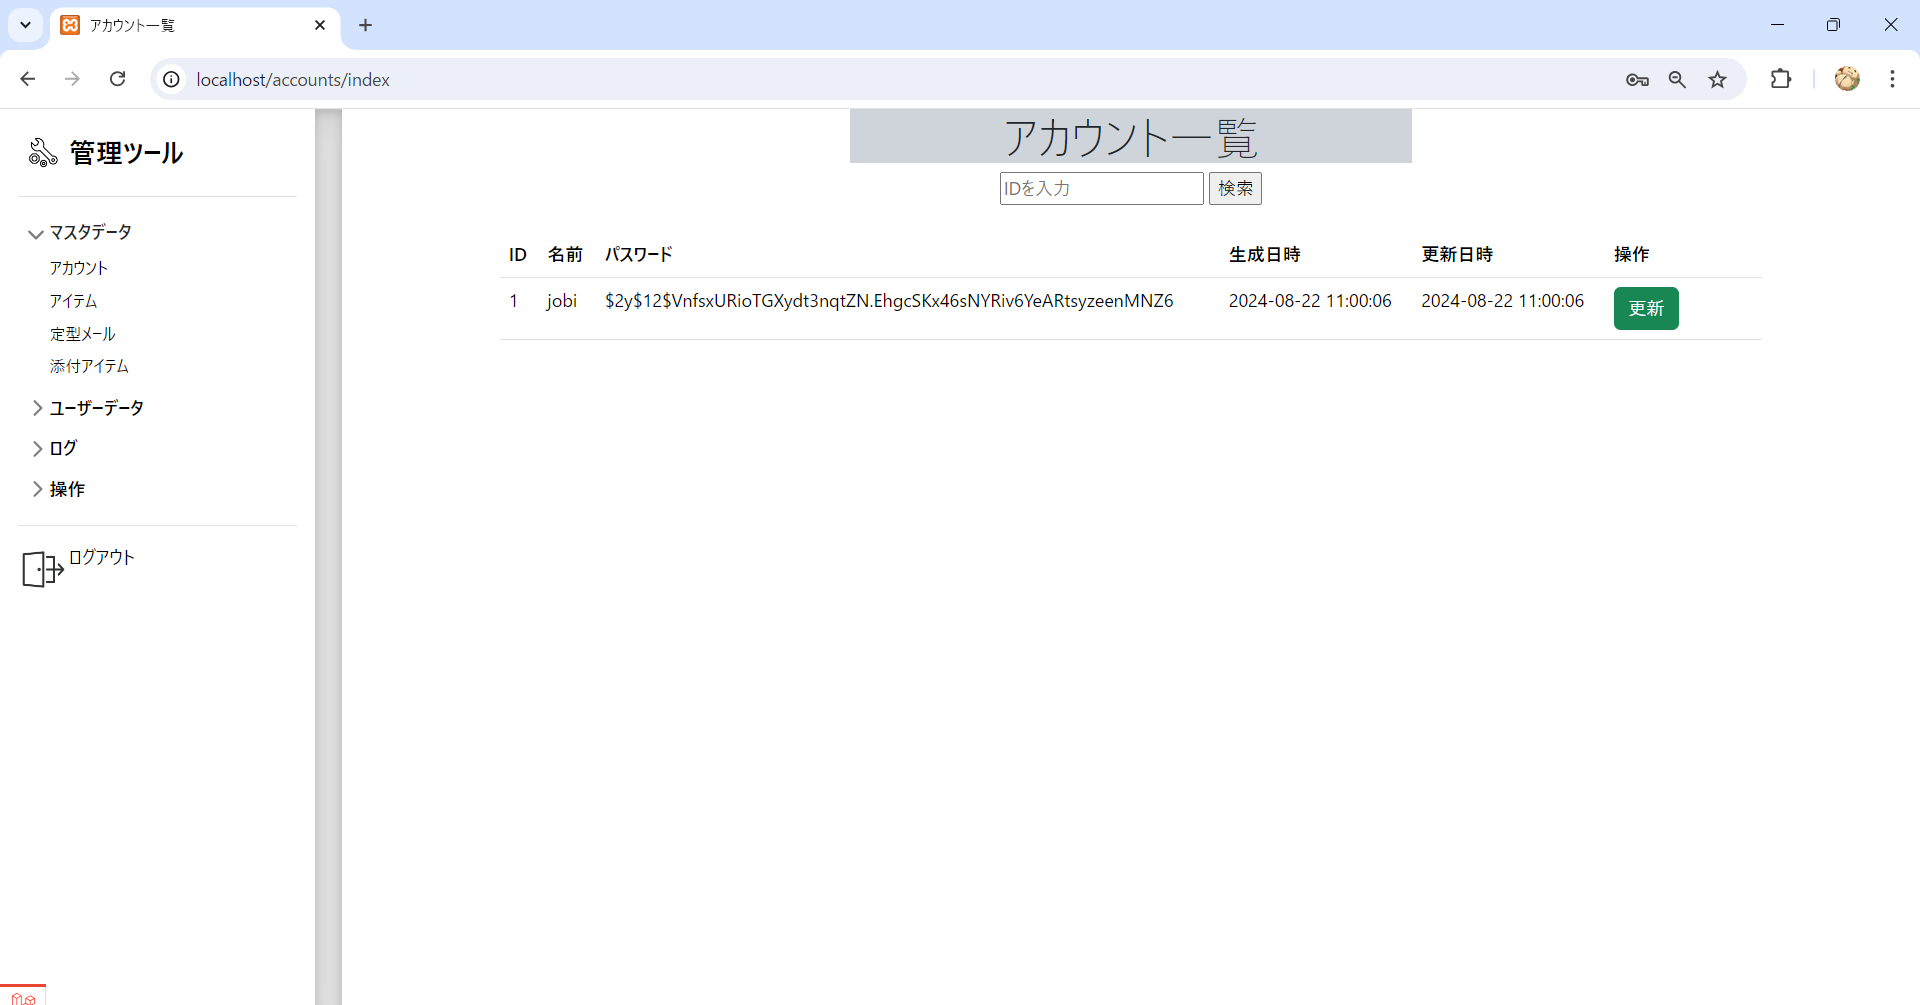 アカウント一覧
localhost/accounts/index
管理ツール
マスタデータ
アカウント
アイテム
定型メール
添付アイテム
ユーザーデータ
ログ
操作
ログアウト
アカウント一覧
IDを入力 検索
ID 名前 パスワード 生成日時 更新日時 操作
1 jobi $2y$12$VnfsxURioTGXydt3nqtZN.EhgcSKx46sNYRiv6YeARtsyzeenMNZ6 2024-08-22 11:00:06 2024-08-22 11:00:06 更新